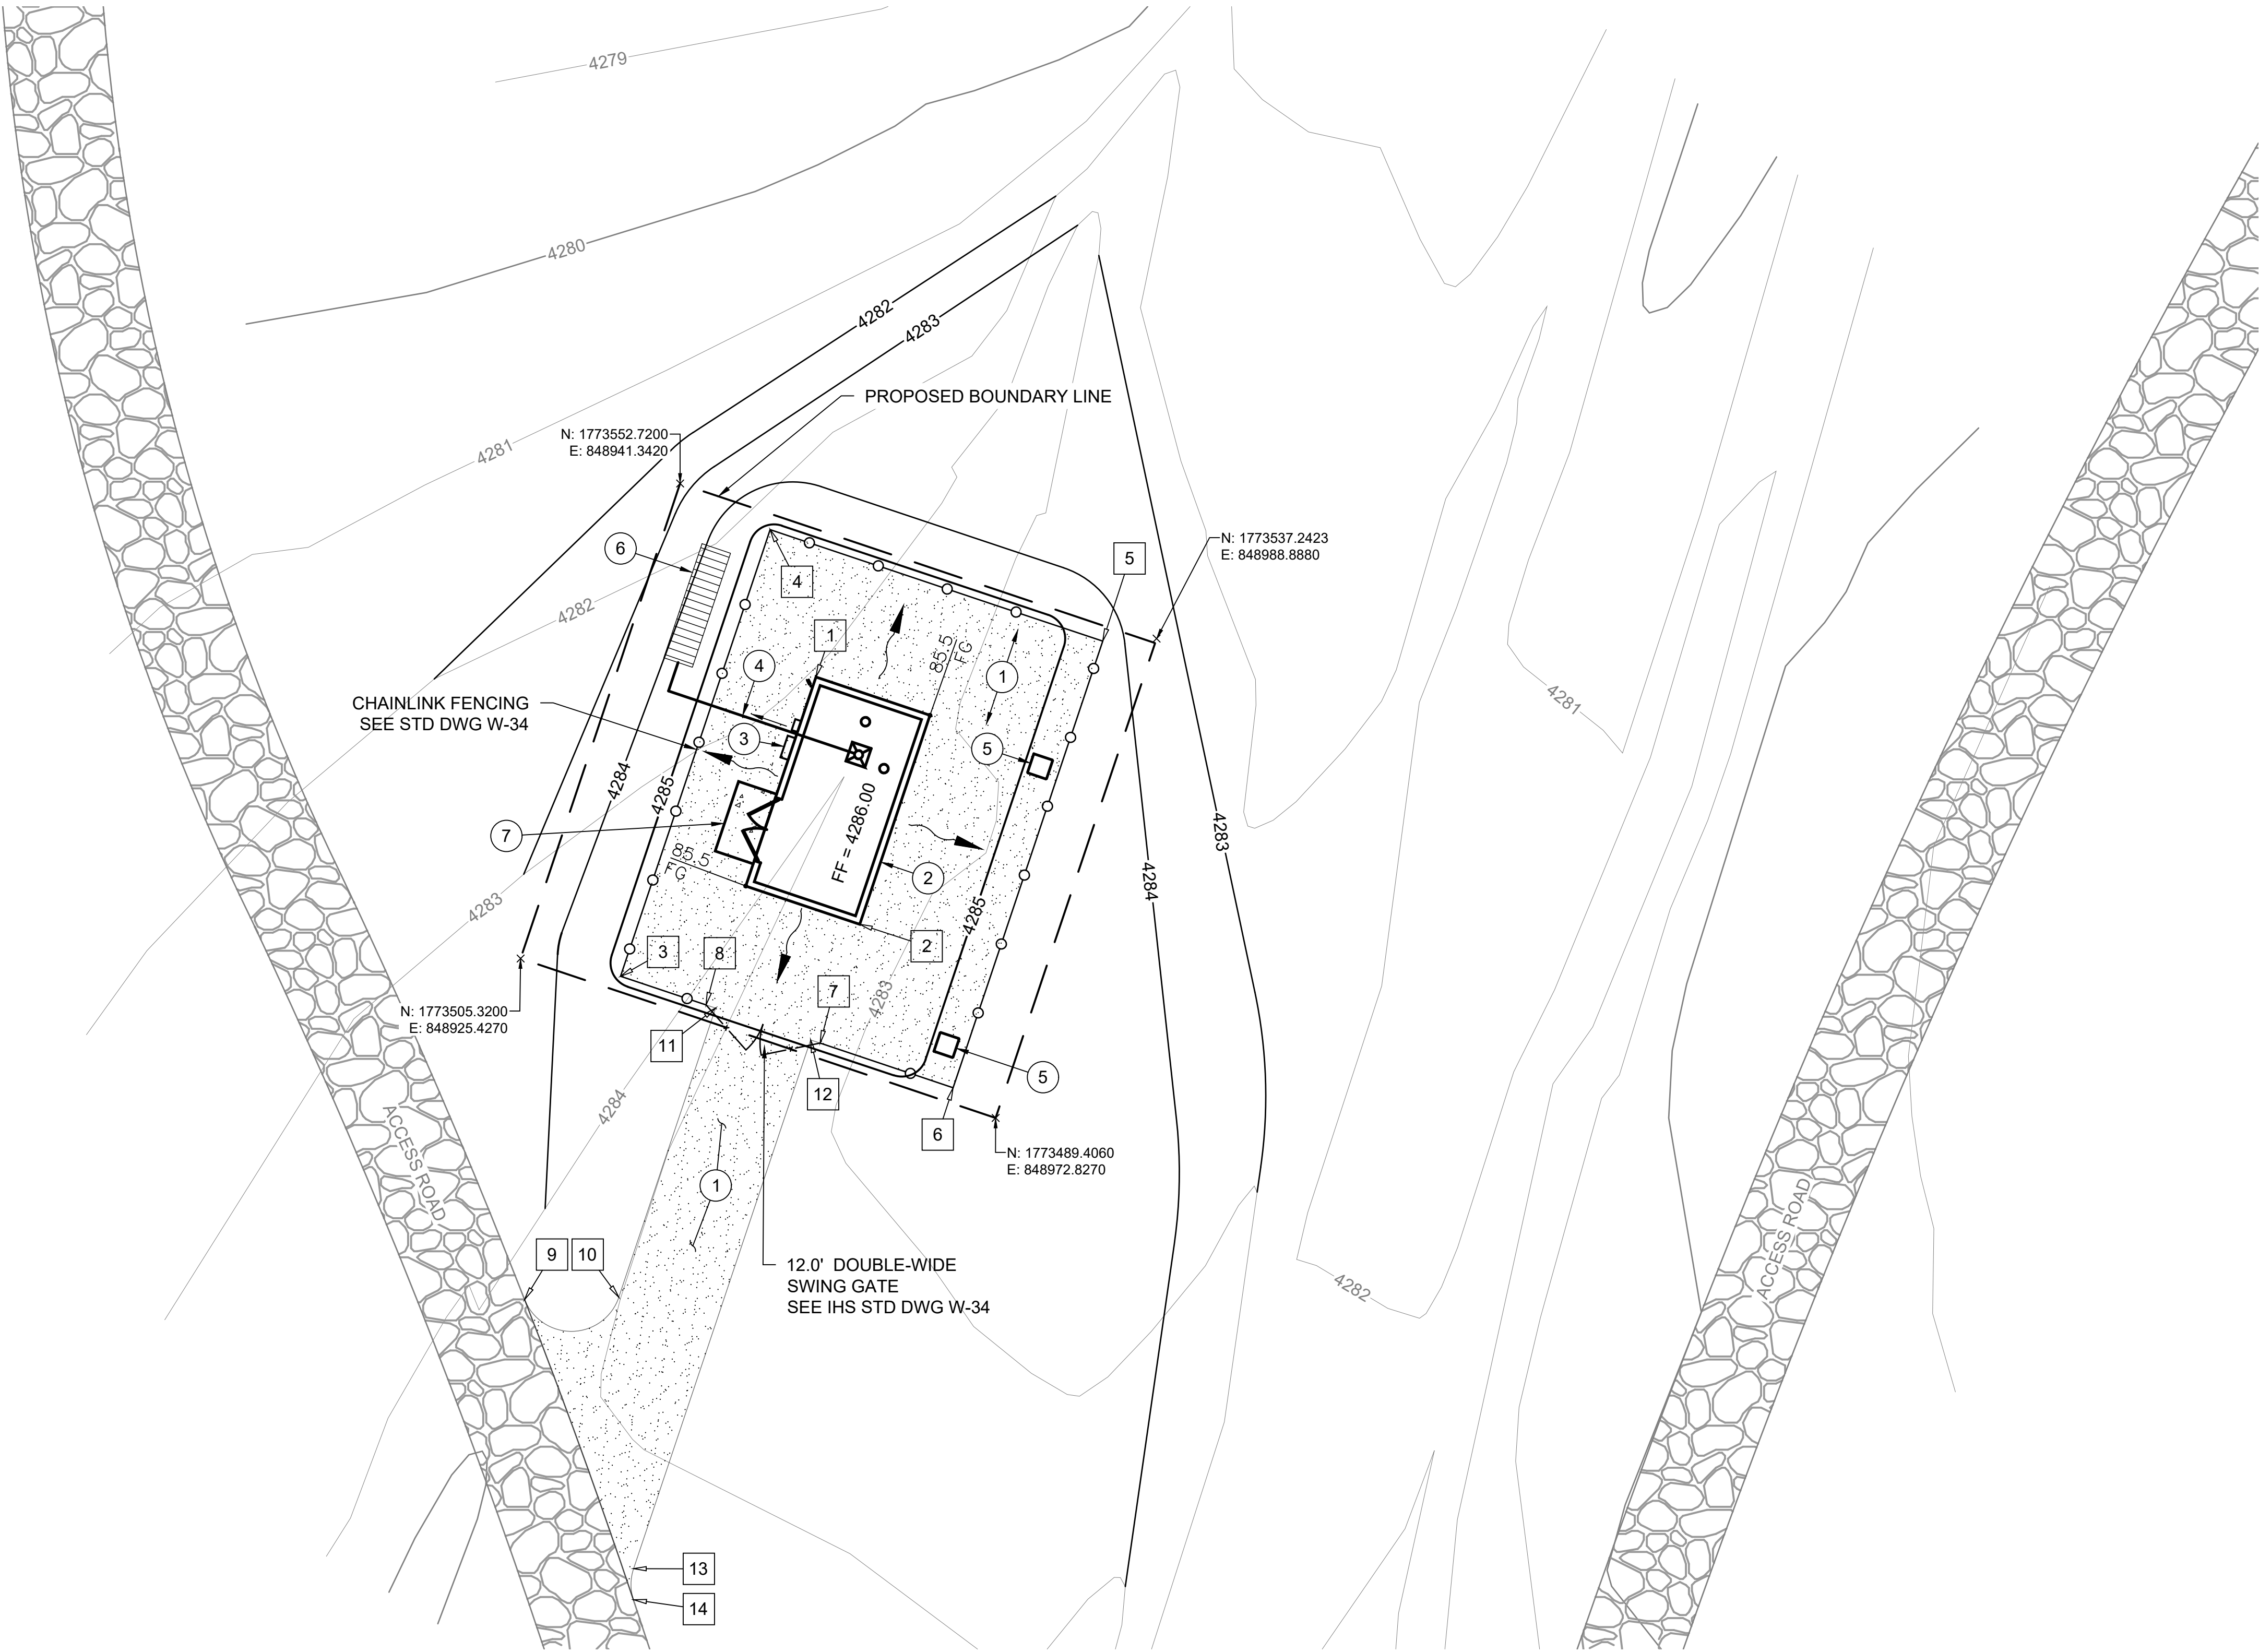 4279
4280
4282
4283
PROPOSED BOUNDARY LINE
N: 1773552.7200
E: 848941.3420
4281
N: 1773537.2423
E: 848988.8880
6
5
4
4282
1
85.5
FG
4
1
4281
CHAINLINK FENCING
SEE STD DWG W-34
3
5
4284
4285
7
FF = 4286.00
4283
85.5
FG
2
4284
4283
4285
3
8
2
7
4283
N: 1773505.3200
E: 848925.4270
11
5
12
4284
6
ACCESS ROAD
N: 1773489.4060
E: 848972.8270
1
ACCESS ROAD
9
10
12.0' DOUBLE-WIDE
SWING GATE
SEE IHS STD DWG W-34
4282
13
14